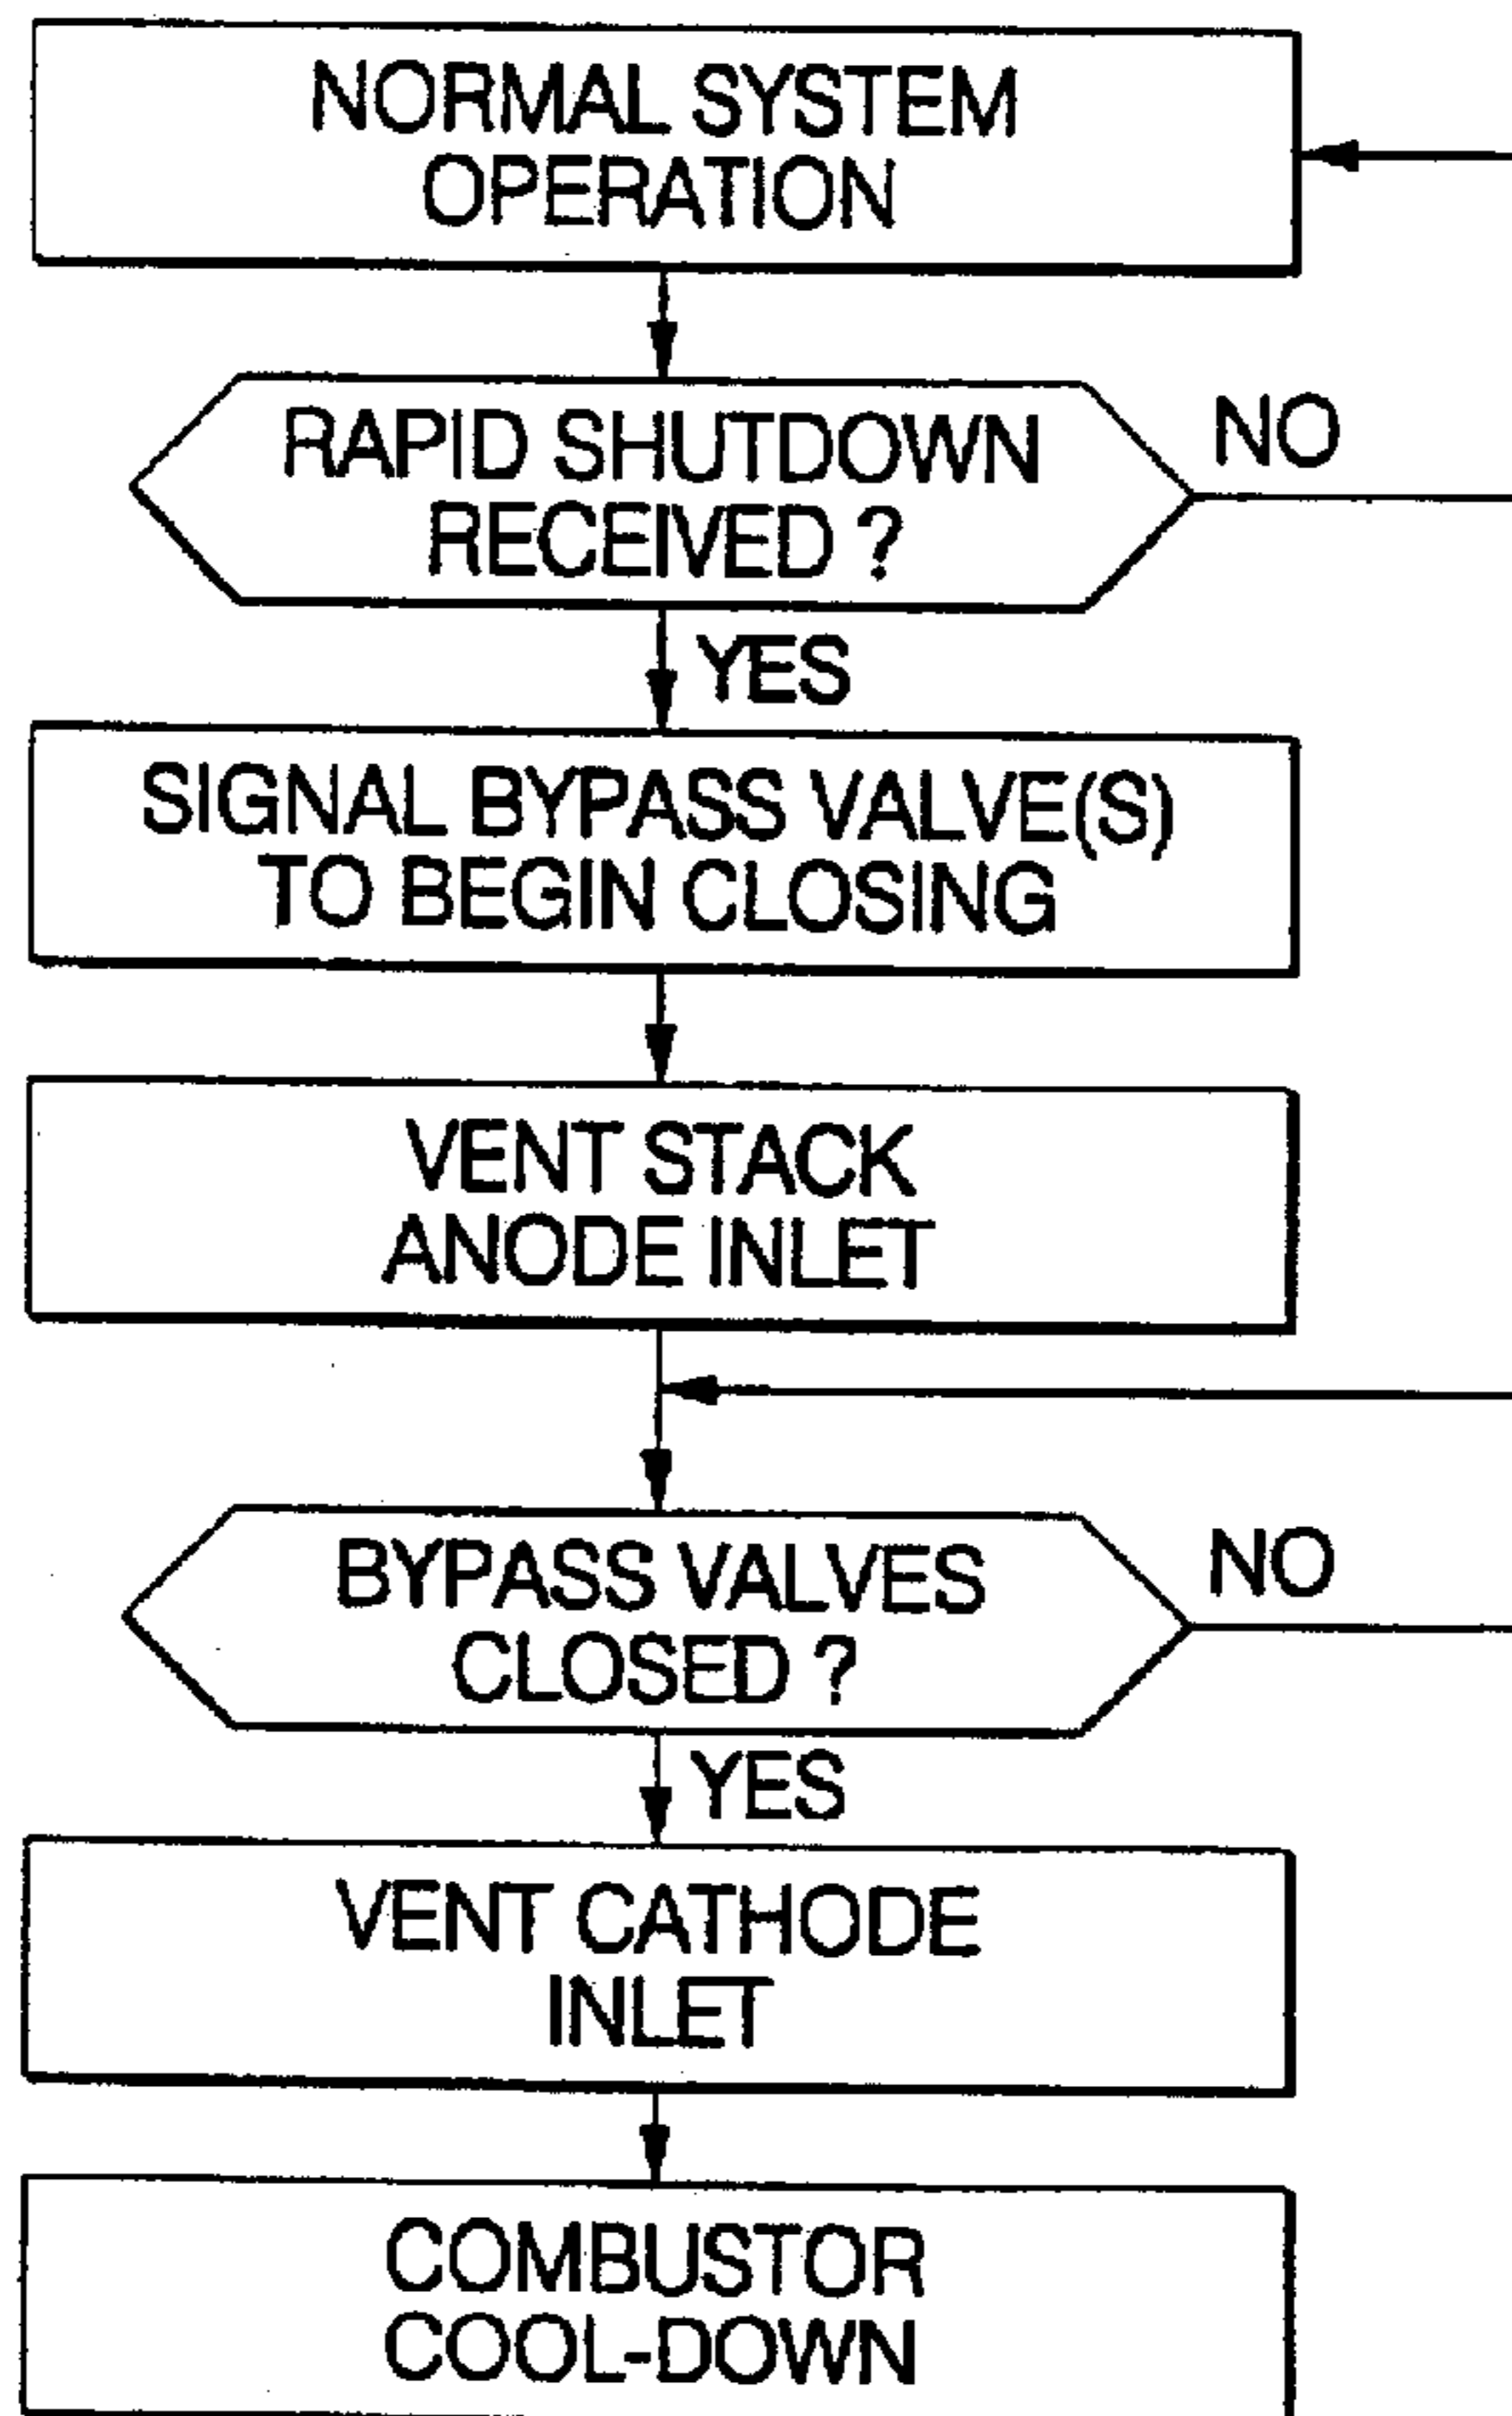 NORMAL SYSTEM
OPERATION
RAPID SHUTDOWN
RECEIVED ?
NO
YES
SIGNAL BYPASS VALVE(S)
TO BEGIN CLOSING
VENT STACK
ANODE INLET
BYPASS VALVES
CLOSED ?
NO
YES
VENT CATHODE
INLET
COMBUSTOR
COOL-DOWN